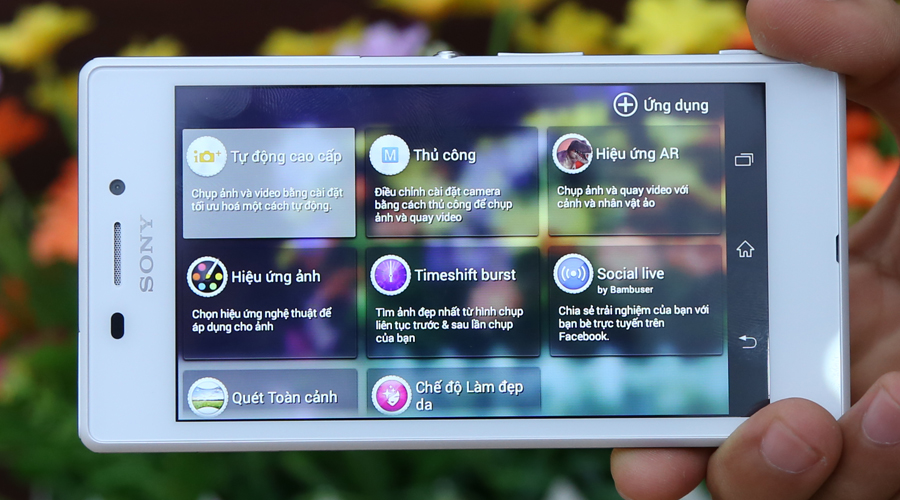 SONY
Ứng dụng
Tự động cao cấp
Chụp ảnh và video bằng cài đặt
tối ưu hoá một cách tự động.
M
Thủ công
Điều chỉnh cài đặt camera
bằng cách thủ công để chụp
ảnh và quay video
Hiệu ứng AR
Chụp ảnh và quay video với
cảnh và nhân vật ảo
Hiệu ứng ảnh
Chọn hiệu ứng nghệ thuật để
áp dụng cho ảnh
Timeshift burst
Tìm ảnh đẹp nhất từ hình chụp
liên tục trước & sau lần chụp
của bạn
Social live
by Bambuser
Chia sẻ trải nghiệm của bạn với
bạn bè trực tuyến trên
Facebook.
Quét Toàn cảnh
Chế độ Làm đẹp
da